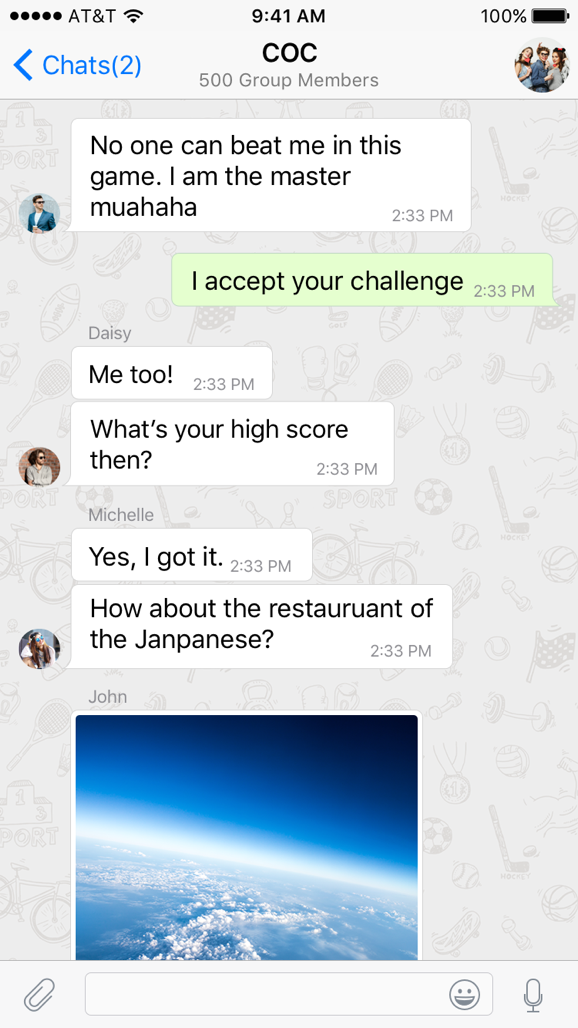 AT&T 9:41 AM 100%
Chats(2) COC
500 Group Members
No one can beat me in this
game. I am the master
muahaha 2:33 PM
I accept your challenge 2:33 PM
Daisy
Me too! 2:33 PM
What’s your high score
then? 2:33 PM
Michelle
Yes, I got it. 2:33 PM
How about the restauruant of
the Janpanese? 2:33 PM
John